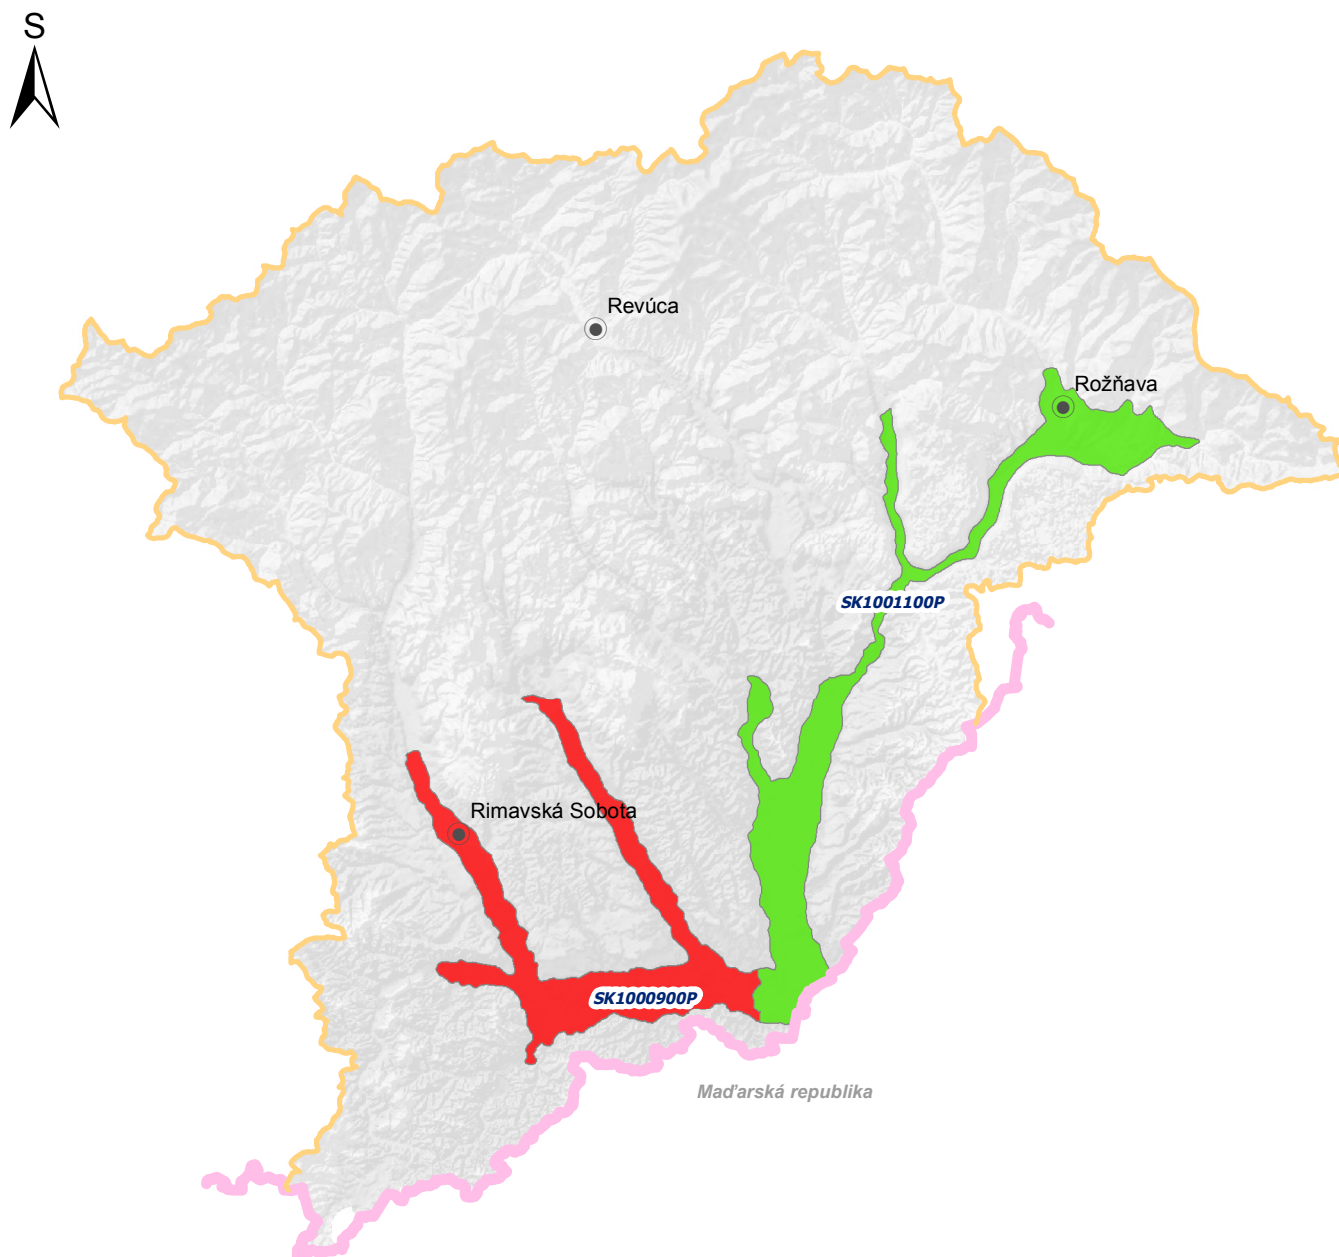 S
Revúca
Rožňava
SK1001100P
Rimavská Sobota
SK1000900P
Maďarská republika